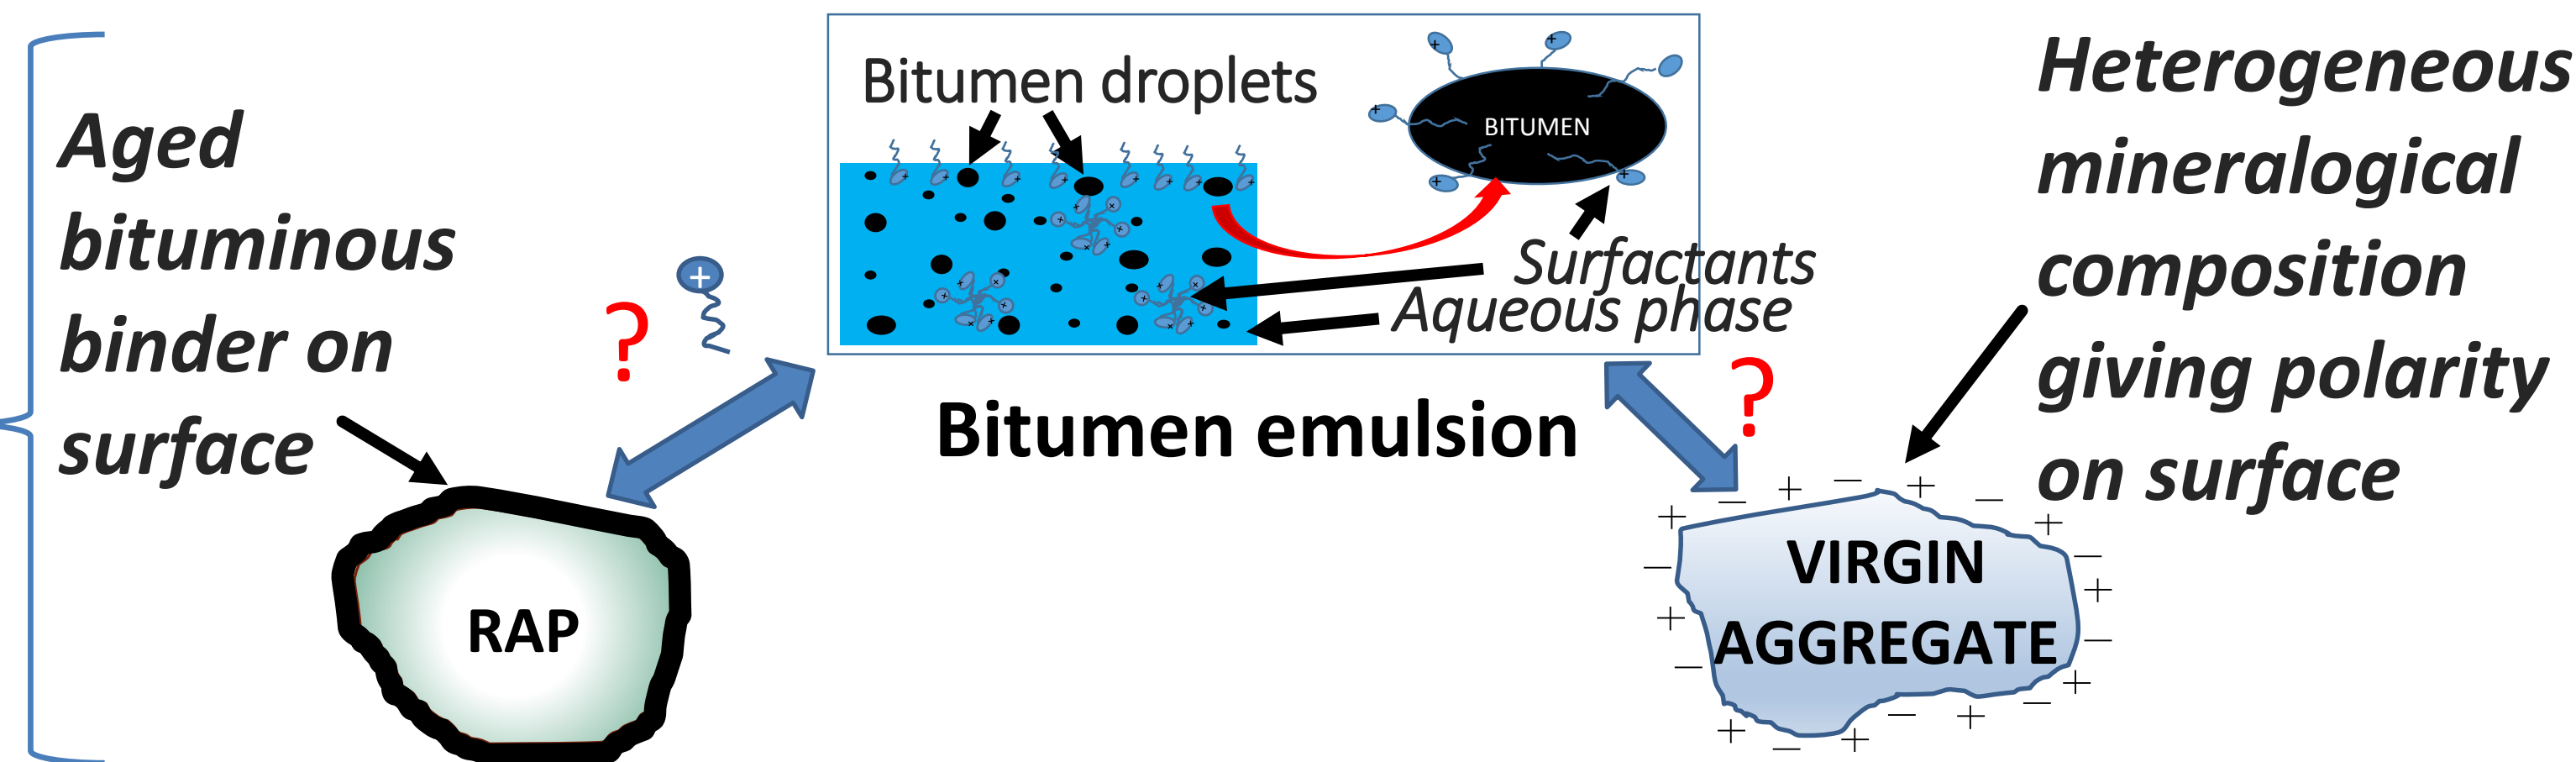 Aged
bituminous
binder on
surface
?
+
RAP
Bitumen droplets
BITUMEN
Surfactants
Aqueous phase
Bitumen emulsion
?
Heterogeneous
mineralogical
composition
giving polarity
on surface
VIRGIN
AGGREGATE